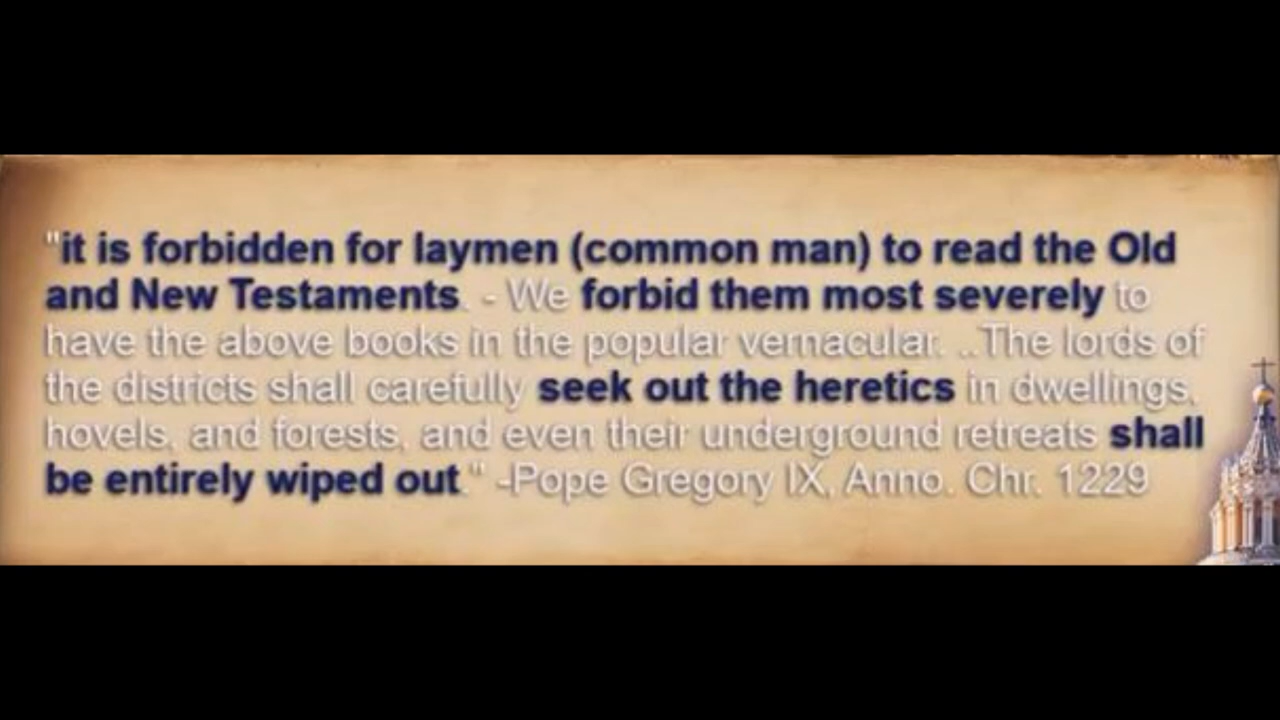 "it is forbidden for laymen (common man) to read the Old
and New Testaments. - We forbid them most severely to
have the above books in the popular vernacular. ..The lords of
the districts shall carefully seek out the heretics in dwellings,
hovels, and forests, and even their underground retreats shall
be entirely wiped out." -Pope Gregory IX, Anno. Chr. 1229